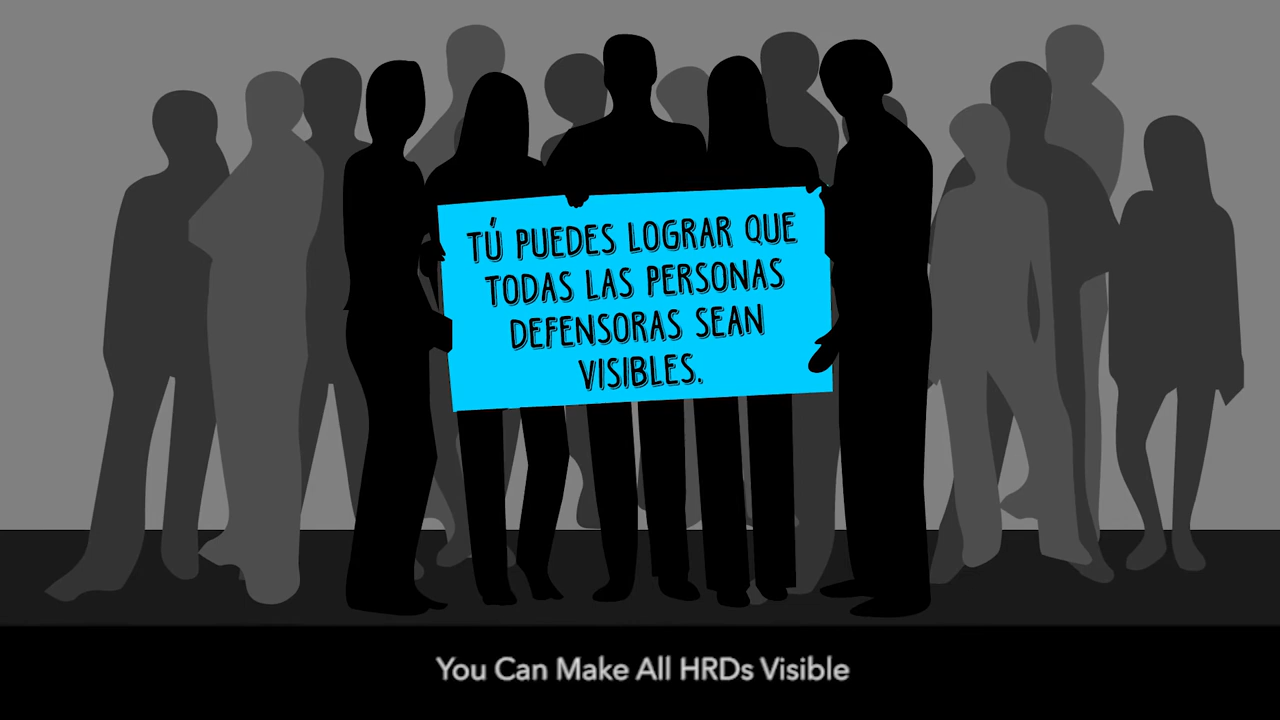 TÚ PUEDES LOGRAR QUE
TODAS LAS PERSONAS
DEFENSORAS SEAN
VISIBLES.
You Can Make All HRDs Visible